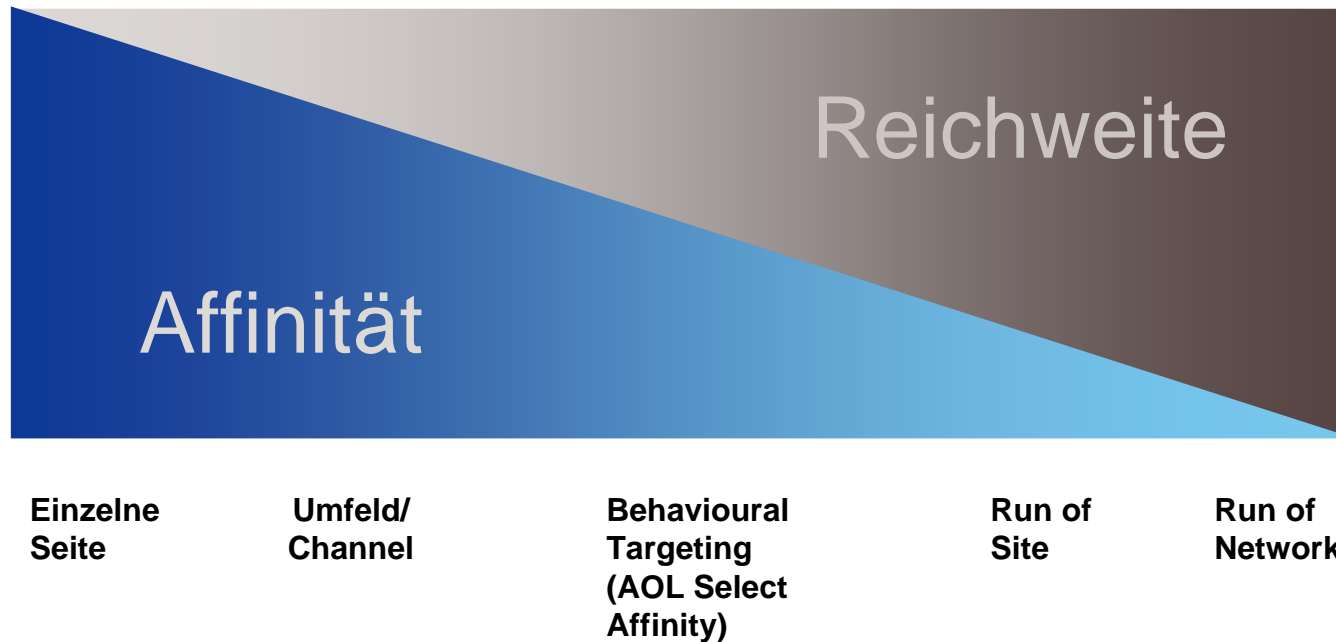 Reichweite
Affinität
Einzelne
Seite
Umfeld/
Channel
Behavioural
Targeting
(AOL Select
Affinity)
Run of
Site
Run of
Network